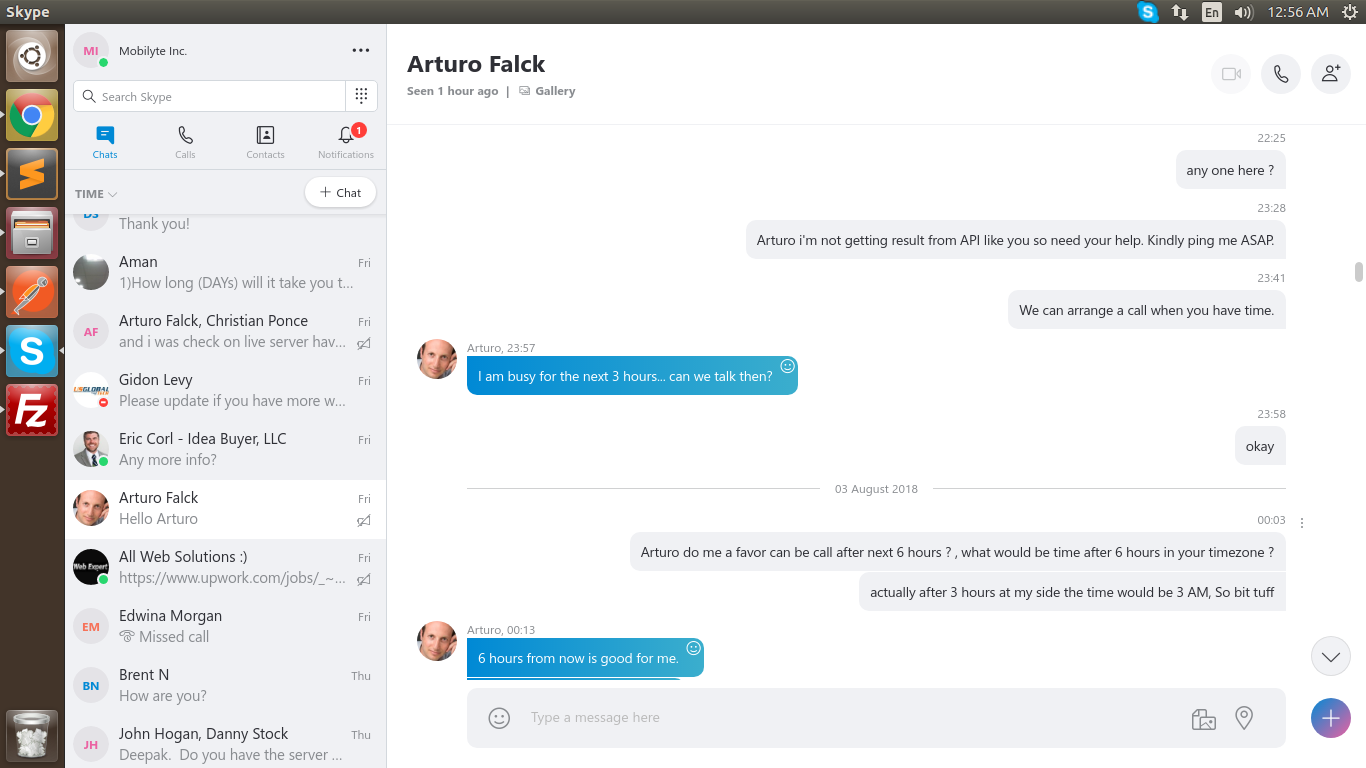 Skype
En
12:56 AM
MI
Mobilyte Inc.
Search Skype
Chats
Calls
Contacts
1
Notifications
TIME
Chat
DS
Thank you!
Aman
Fri
1)How long (DAYs) will it take you t...
AF
Arturo Falck, Christian Ponce
Fri
and i was check on live server hav...
USGLOBAL
Gidon Levy
Fri
Please update if you have more w...
Eric Corl - Idea Buyer, LLC
Fri
Any more info?
Arturo Falck
Fri
Hello Arturo
Web Expert
All Web Solutions :)
Fri
https://www.upwork.com/jobs/_~...
EM
Edwina Morgan
Fri
Missed call
BN
Brent N
Thu
How are you?
JH
John Hogan, Danny Stock
Thu
Deepak.  Do you have the server ...
S
Fz
Arturo Falck
Seen 1 hour ago | Gallery
22:25
any one here ?
23:28
Arturo i'm not getting result from API like you so need your help. Kindly ping me ASAP.
23:41
We can arrange a call when you have time.
Arturo, 23:57
I am busy for the next 3 hours... can we talk then?
23:58
okay
03 August 2018
00:03
Arturo do me a favor can be call after next 6 hours ? , what would be time after 6 hours in your timezone ?
actually after 3 hours at my side the time would be 3 AM, So bit tuff
Arturo, 00:13
6 hours from now is good for me.
Type a message here